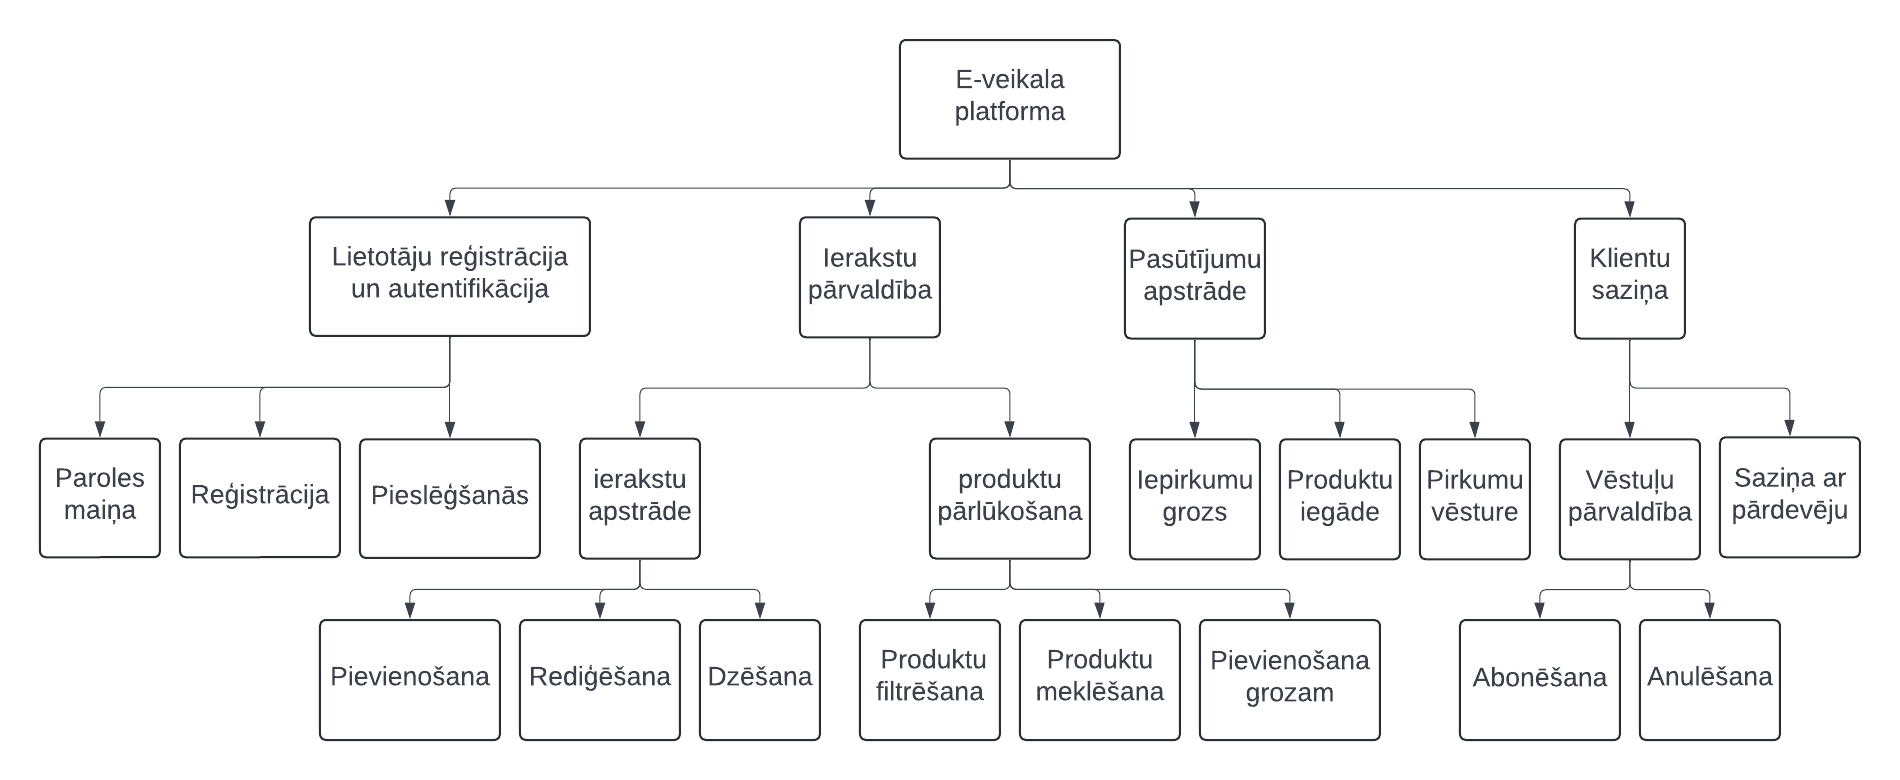 E-veikala
platforma
Lietotāju reģistrācija
un autentifikācija
Ierakstu
pārvaldība
Pasūtījumu
apstrāde
Klientu
saziņa
Paroles
maiņa
Reģistrācija
Pieslēģšanās
ierakstu
apstrāde
produktu
pārlūkošana
Iepirkumu
grozs
Produktu
iegāde
Pirkumu
vēsture
Vēstuļu
pārvaldība
Saziņa ar
pārdevēju
Pievienošana
Rediģēšana
Dzēšana
Produktu
filtrēšana
Produktu
meklēšana
Pievienošana
grozam
Abonēšana
Anulēšana